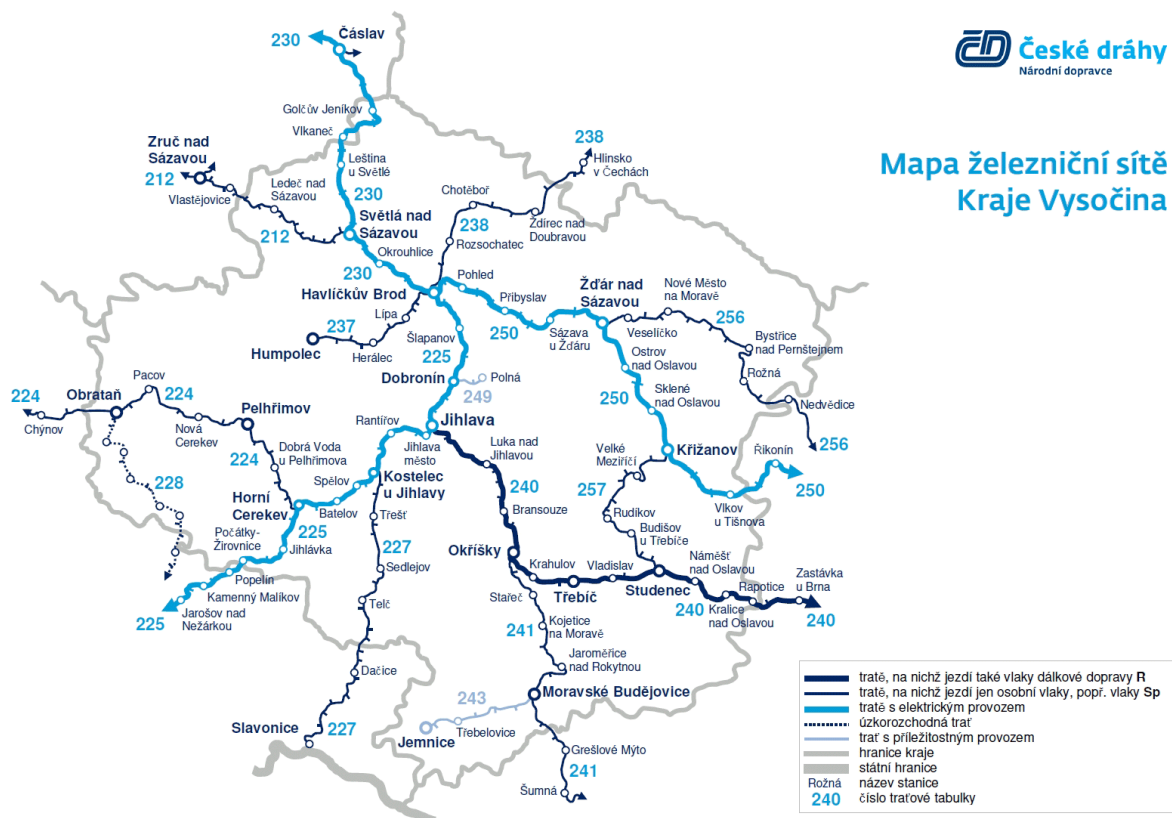 ČD České dráhy
Národní dopravce
Mapa železniční sítě
Kraje Vysočina
230
Čáslav
Golčův Jeníkov
Vlkaneč
Zruč nad
Sázavou
212
Vlastějovice
Ledeč nad
Sázavou
212
Leština
u Světlé
230
Světlá nad
Sázavou
Okrouhlice
230
Havlíčkův Brod
238
Hlinsko
v Čechách
Chotěboř
238
Ždírec nad
Doubravou
Rozsochatec
Pohled
Přibyslav
250
Sázava
u Žďáru
Žďár nad
Sázavou
Nové Město
na Moravě
256
Veselíčko
Bystřice
nad Pernštejnem
Rožná
Nedvědice
256
Lípa
237
Humpolec
Herálec
Šlapanov
225
Dobronín
Polná
249
Ostrov
nad Oslavou
Sklené
nad Oslavou
250
Křižanov
Říkonín
250
Vlkov
u Tišnova
224
Chýnov
Obrataň
Pacov
224
Nová
Cerekev
Pelhřimov
224
Dobrá Voda
u Pelhřimova
228
Horní
Cerekev
Spělov
Batelov
Rantířov
Jihlava
Jihlava
město
Kostelec
u Jihlavy
Počátky-
Žirovnice
225
Jihlávka
Popelín
Kamenný Malíkov
225
Jarošov nad
Nežárkou
Třešť
227
Sedlejov
Telč
Dačice
Slavonice
227
Luka nad
Jihlavou
240
Bransouze
Okříšky
Krahulov
Třebíč
Vladislav
Studenec
Velké
Meziříčí
257
Rudíkov
Budišov
u Třebíče
Náměšť
nad Oslavou
240
Kralice
nad Oslavou
Rapotice
Zastávka
u Brna
240
Stařeč
241
Kojetice
na Moravě
Jaroměřice
nad Rokytnou
Moravské Budějovice
243
Třebelovice
Jemnice
Grešlové Mýto
241
Šumná
tratě, na nichž jezdí také vlaky dálkové dopravy R
tratě, na nichž jezdí jen osobní vlaky, popř. vlaky Sp
tratě s elektrickým provozem
úzkorozchodná trať
trať s příležitostným provozem
hranice kraje
státní hranice
Rožná název stanice
240 číslo traťové tabulky